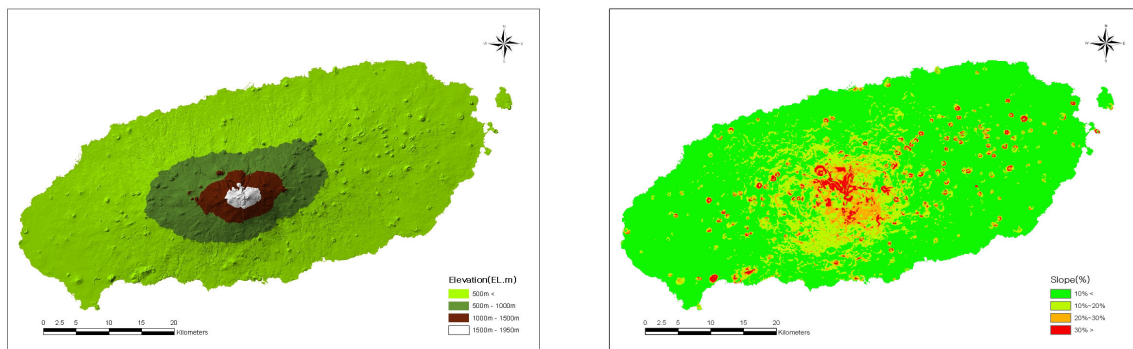 N
W E
S
Elevation(EL.m)
500m <
500m - 1000m
1000m - 1500m
1500m - 1950m
0 2.5 5 10 15 20
Kilometers
N
W E
S
Slope(%)
10% <
10%~20%
20%~30%
30% >
0 2.5 5 10 15 20
Kilometers